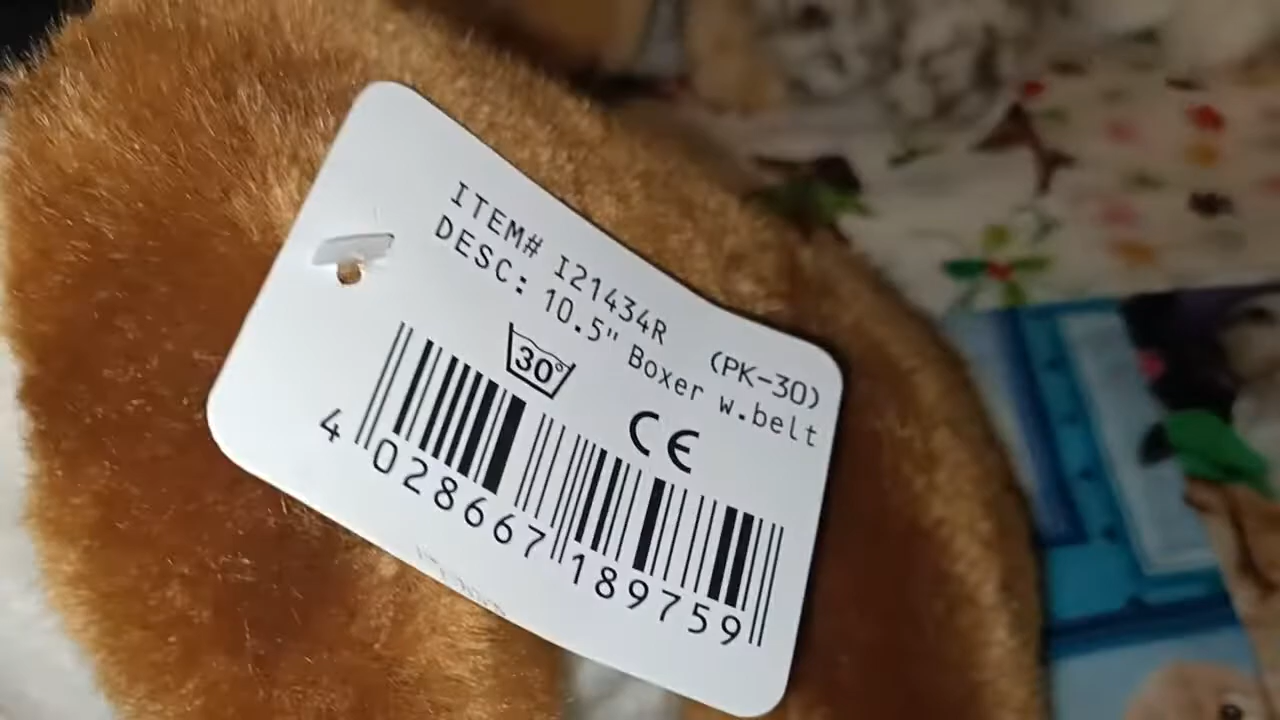 ITEM# I21434R (PK-30)
DESC: 10.5" Boxer w.belt
30°
CE
4 028667 189759